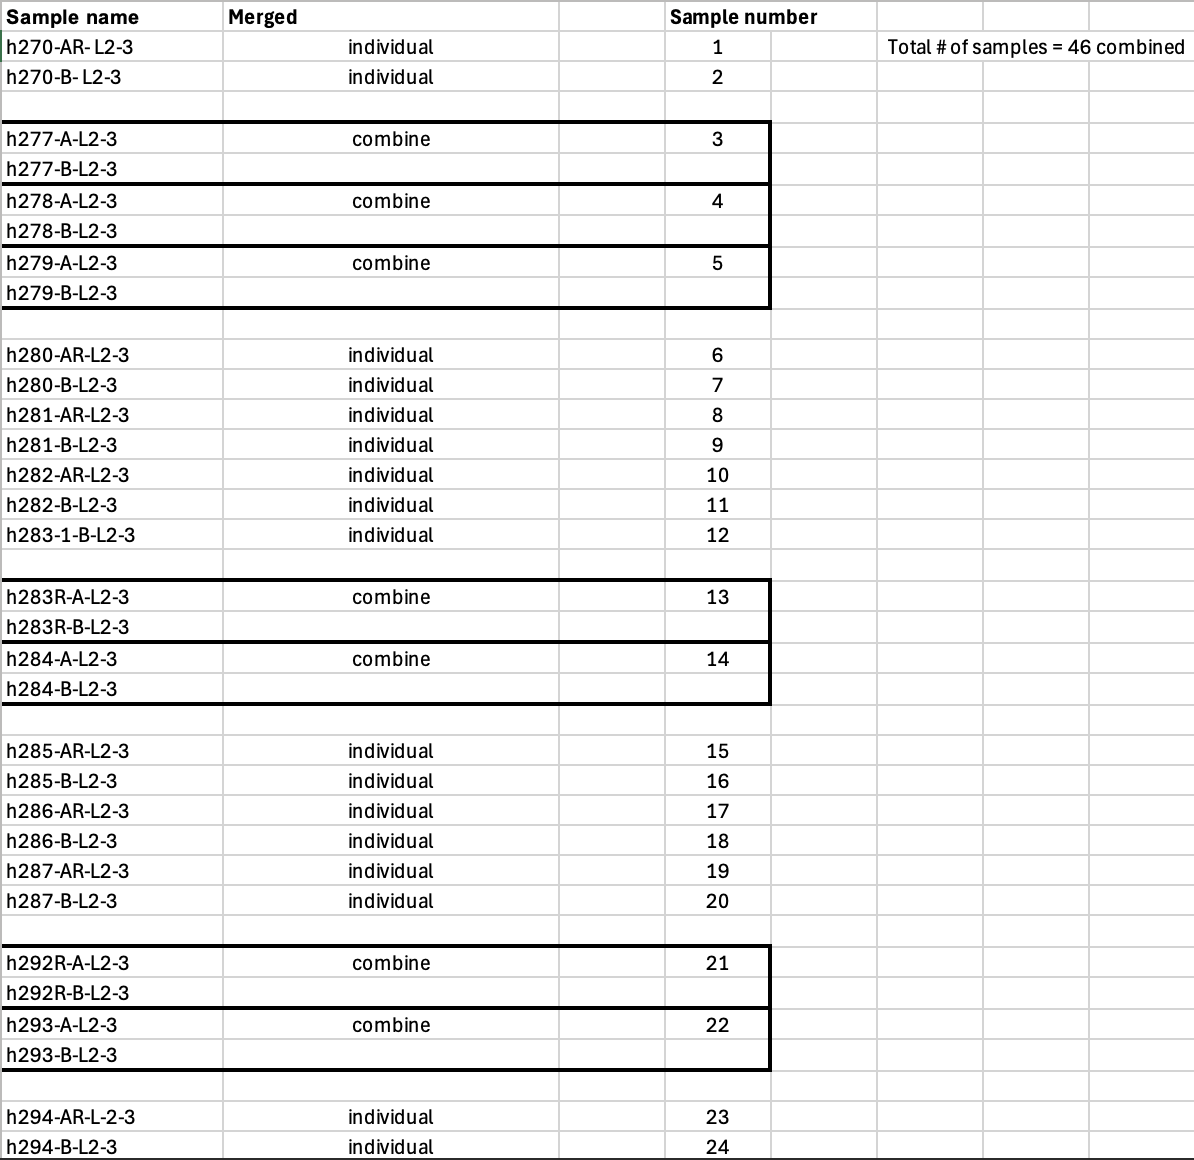 Sample name Merged Sample number
h270-AR- L2-3 individual 1 Total # of samples = 46 combined
h270-B- L2-3 individual 2
h277-A-L2-3 combine 3
h277-B-L2-3
h278-A-L2-3 combine 4
h278-B-L2-3
h279-A-L2-3 combine 5
h279-B-L2-3
h280-AR-L2-3 individual 6
h280-B-L2-3 individual 7
h281-AR-L2-3 individual 8
h281-B-L2-3 individual 9
h282-AR-L2-3 individual 10
h282-B-L2-3 individual 11
h283-1-B-L2-3 individual 12
h283R-A-L2-3 combine 13
h283R-B-L2-3
h284-A-L2-3 combine 14
h284-B-L2-3
h285-AR-L2-3 individual 15
h285-B-L2-3 individual 16
h286-AR-L2-3 individual 17
h286-B-L2-3 individual 18
h287-AR-L2-3 individual 19
h287-B-L2-3 individual 20
h292R-A-L2-3 combine 21
h292R-B-L2-3
h293-A-L2-3 combine 22
h293-B-L2-3
h294-AR-L-2-3 individual 23
h294-B-L2-3 individual 24